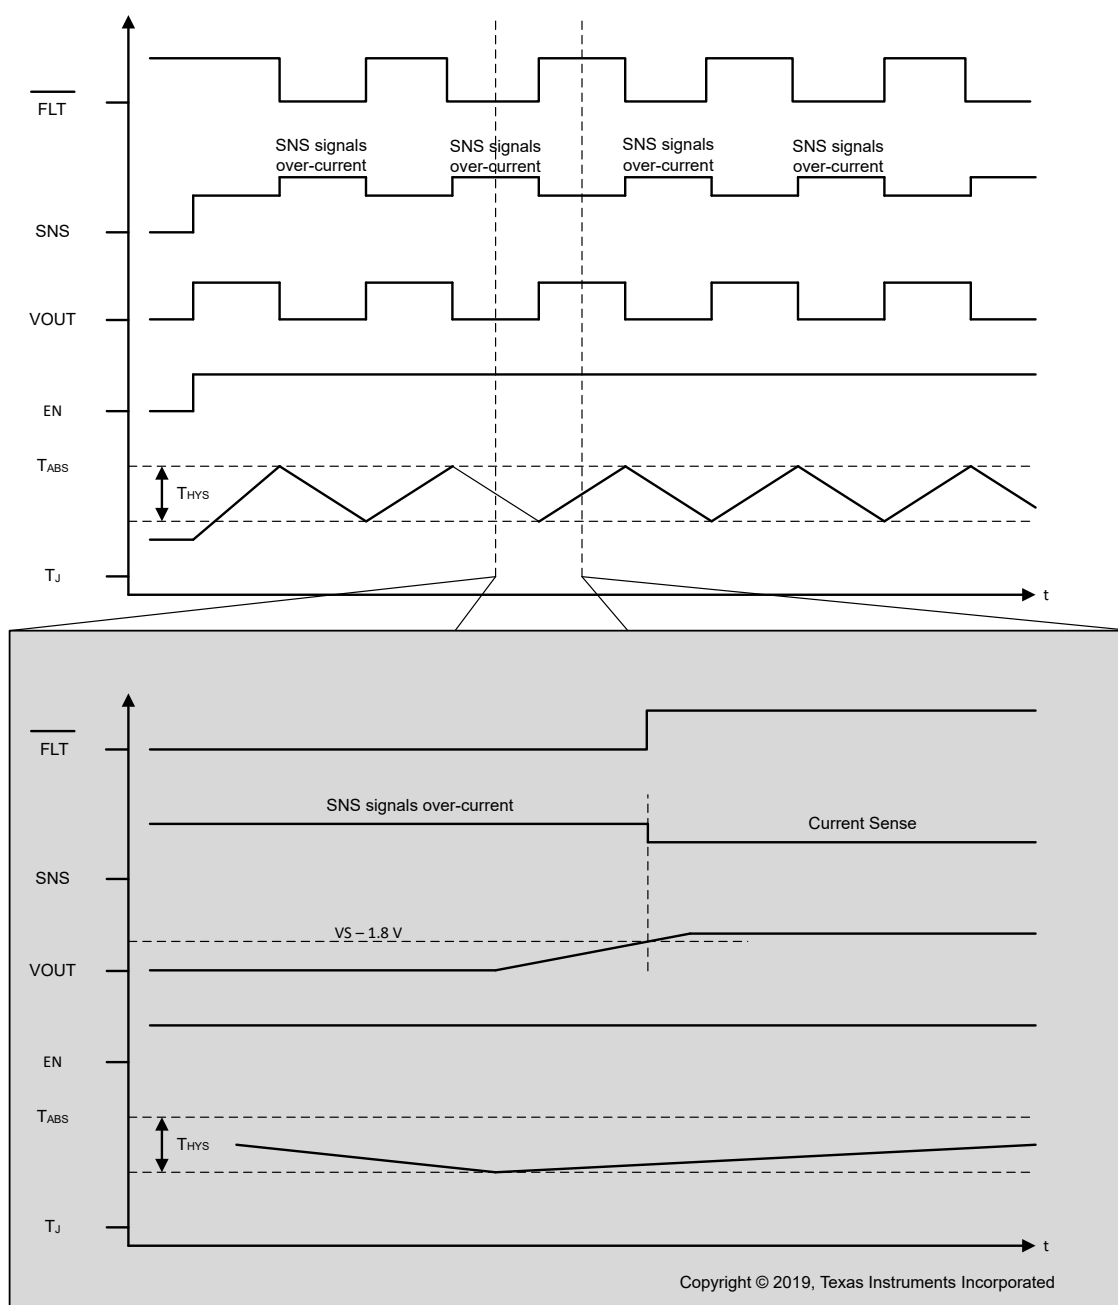 FLT
SNS signals over-current
SNS signals over-current
SNS signals over-current
SNS signals over-current
SNS
VOUT
EN
TABS
THYS
TJ
t
FLT
SNS signals over-current
Current Sense
SNS
VS – 1.8 V
VOUT
EN
TABS
THYS
TJ
t
Copyright © 2019, Texas Instruments Incorporated